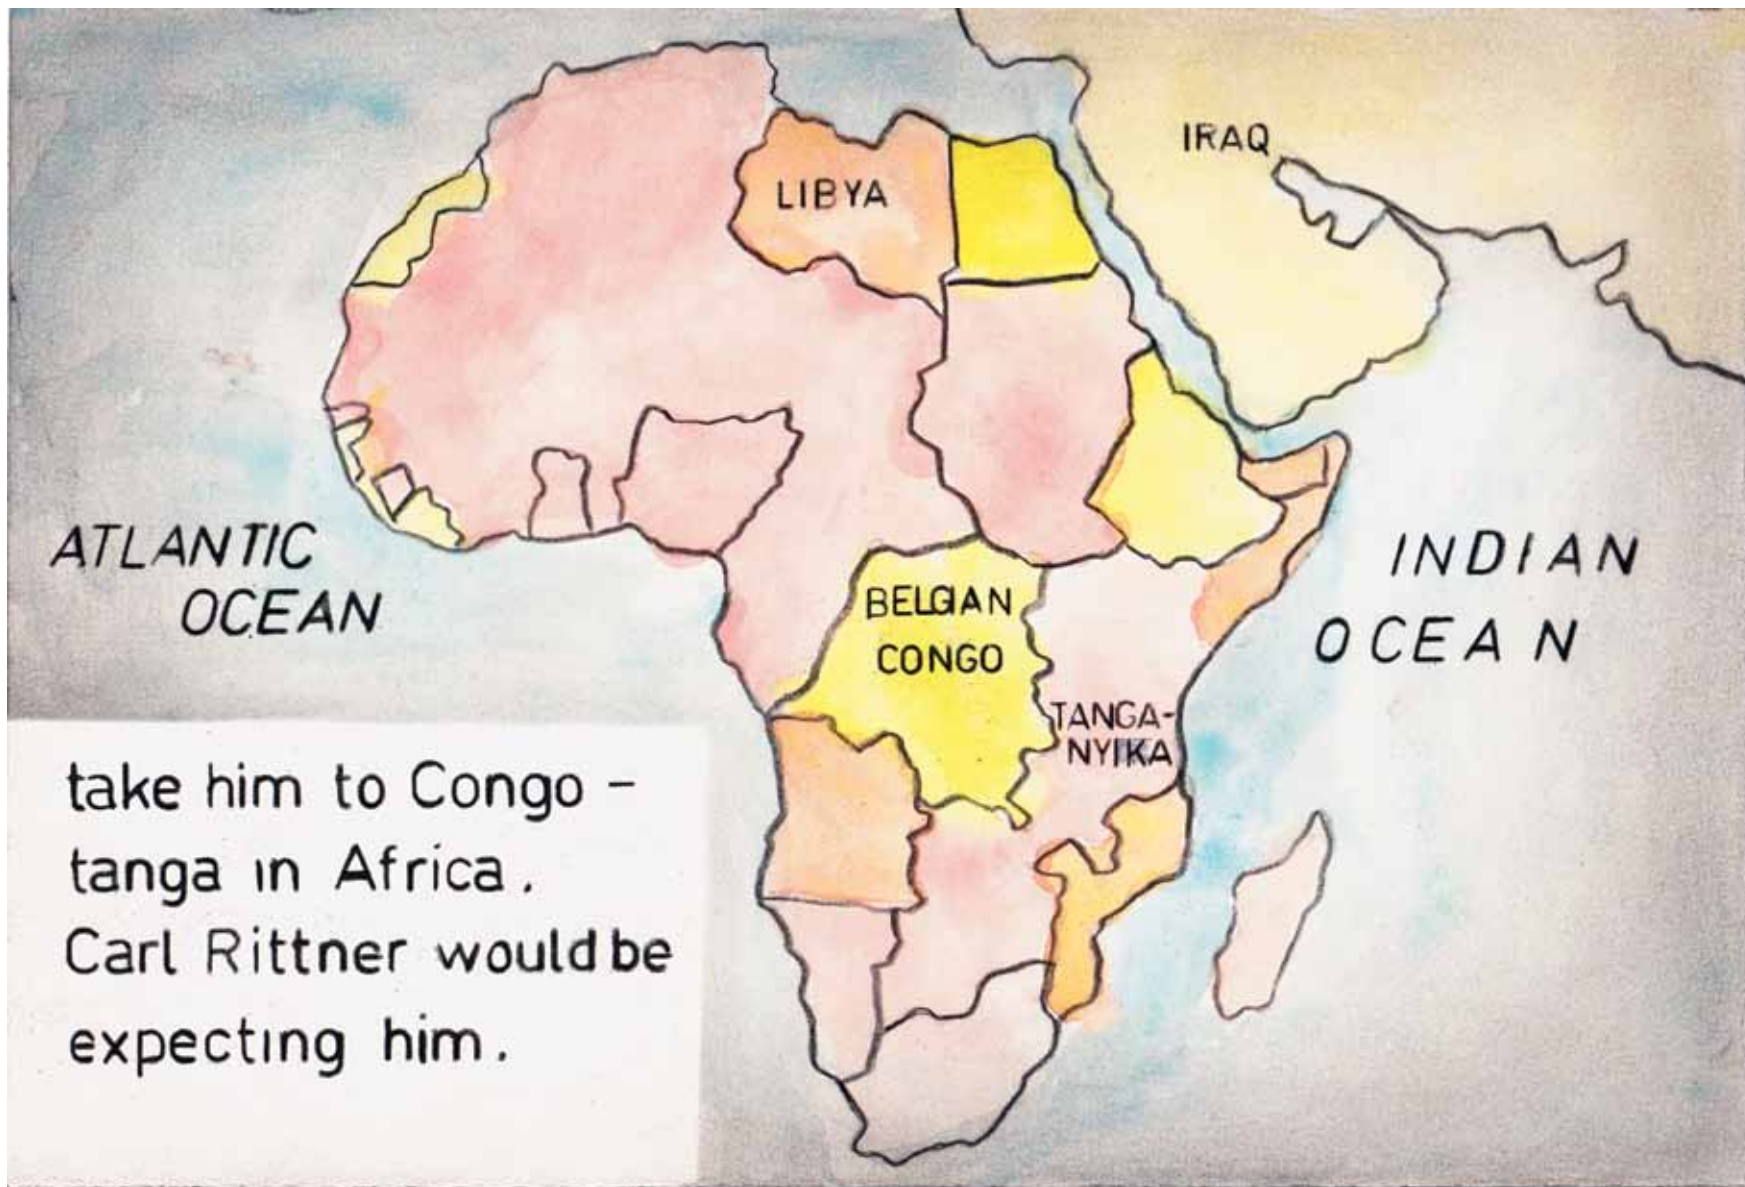 IRAQ
LIBYA
ATLANTIC
OCEAN
INDIAN
OCEAN
BELGIAN
CONGO
TANGA-
NYIKA
take him to Congo -
tanga in Africa.
Carl Rittner would be
expecting him.